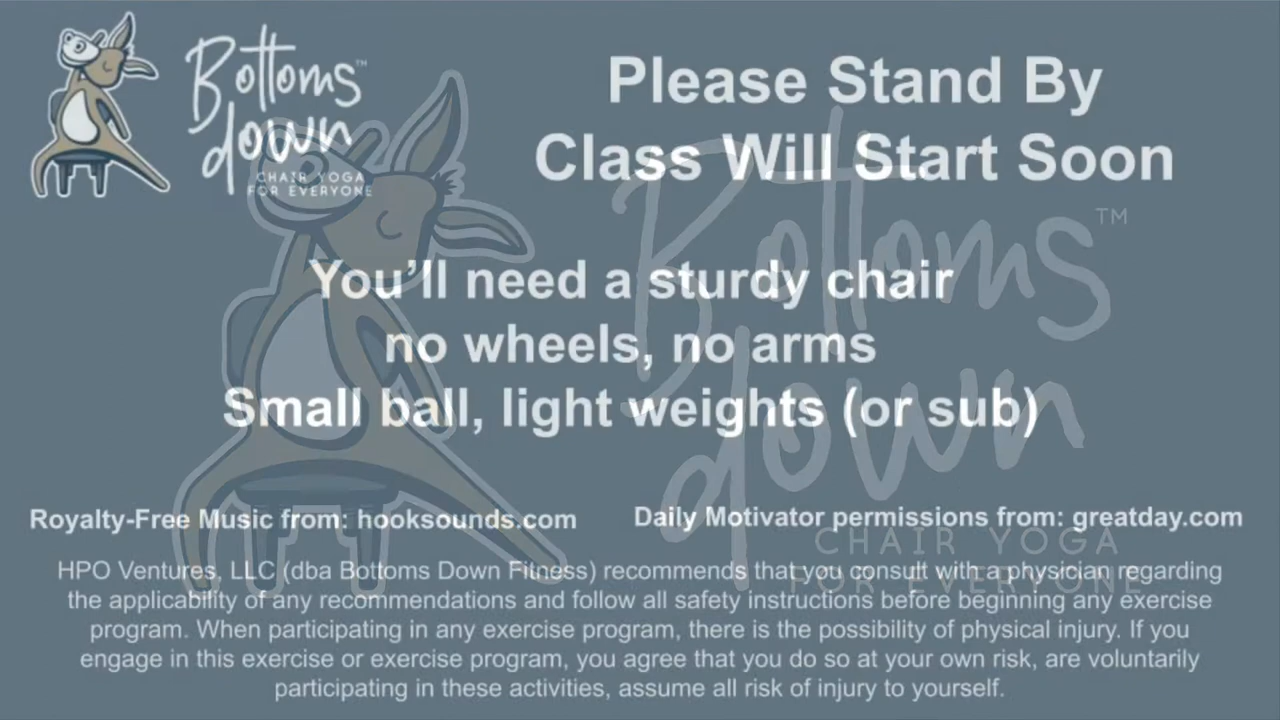 Bottoms™
down
CHAIR YOGA
FOR EVERYONE
Please Stand By
Class Will Start Soon
You’ll need a sturdy chair
no wheels, no arms
Small ball, light weights (or sub)
Bottoms™
down
CHAIR YOGA
FOR EVERYONE
Royalty-Free Music from: hooksounds.com
Daily Motivator permissions from: greatday.com
HPO Ventures, LLC (dba Bottoms Down Fitness) recommends that you consult with a physician regarding
the applicability of any recommendations and follow all safety instructions before beginning any exercise
program. When participating in any exercise program, there is the possibility of physical injury. If you
engage in this exercise or exercise program, you agree that you do so at your own risk, are voluntarily
participating in these activities, assume all risk of injury to yourself.